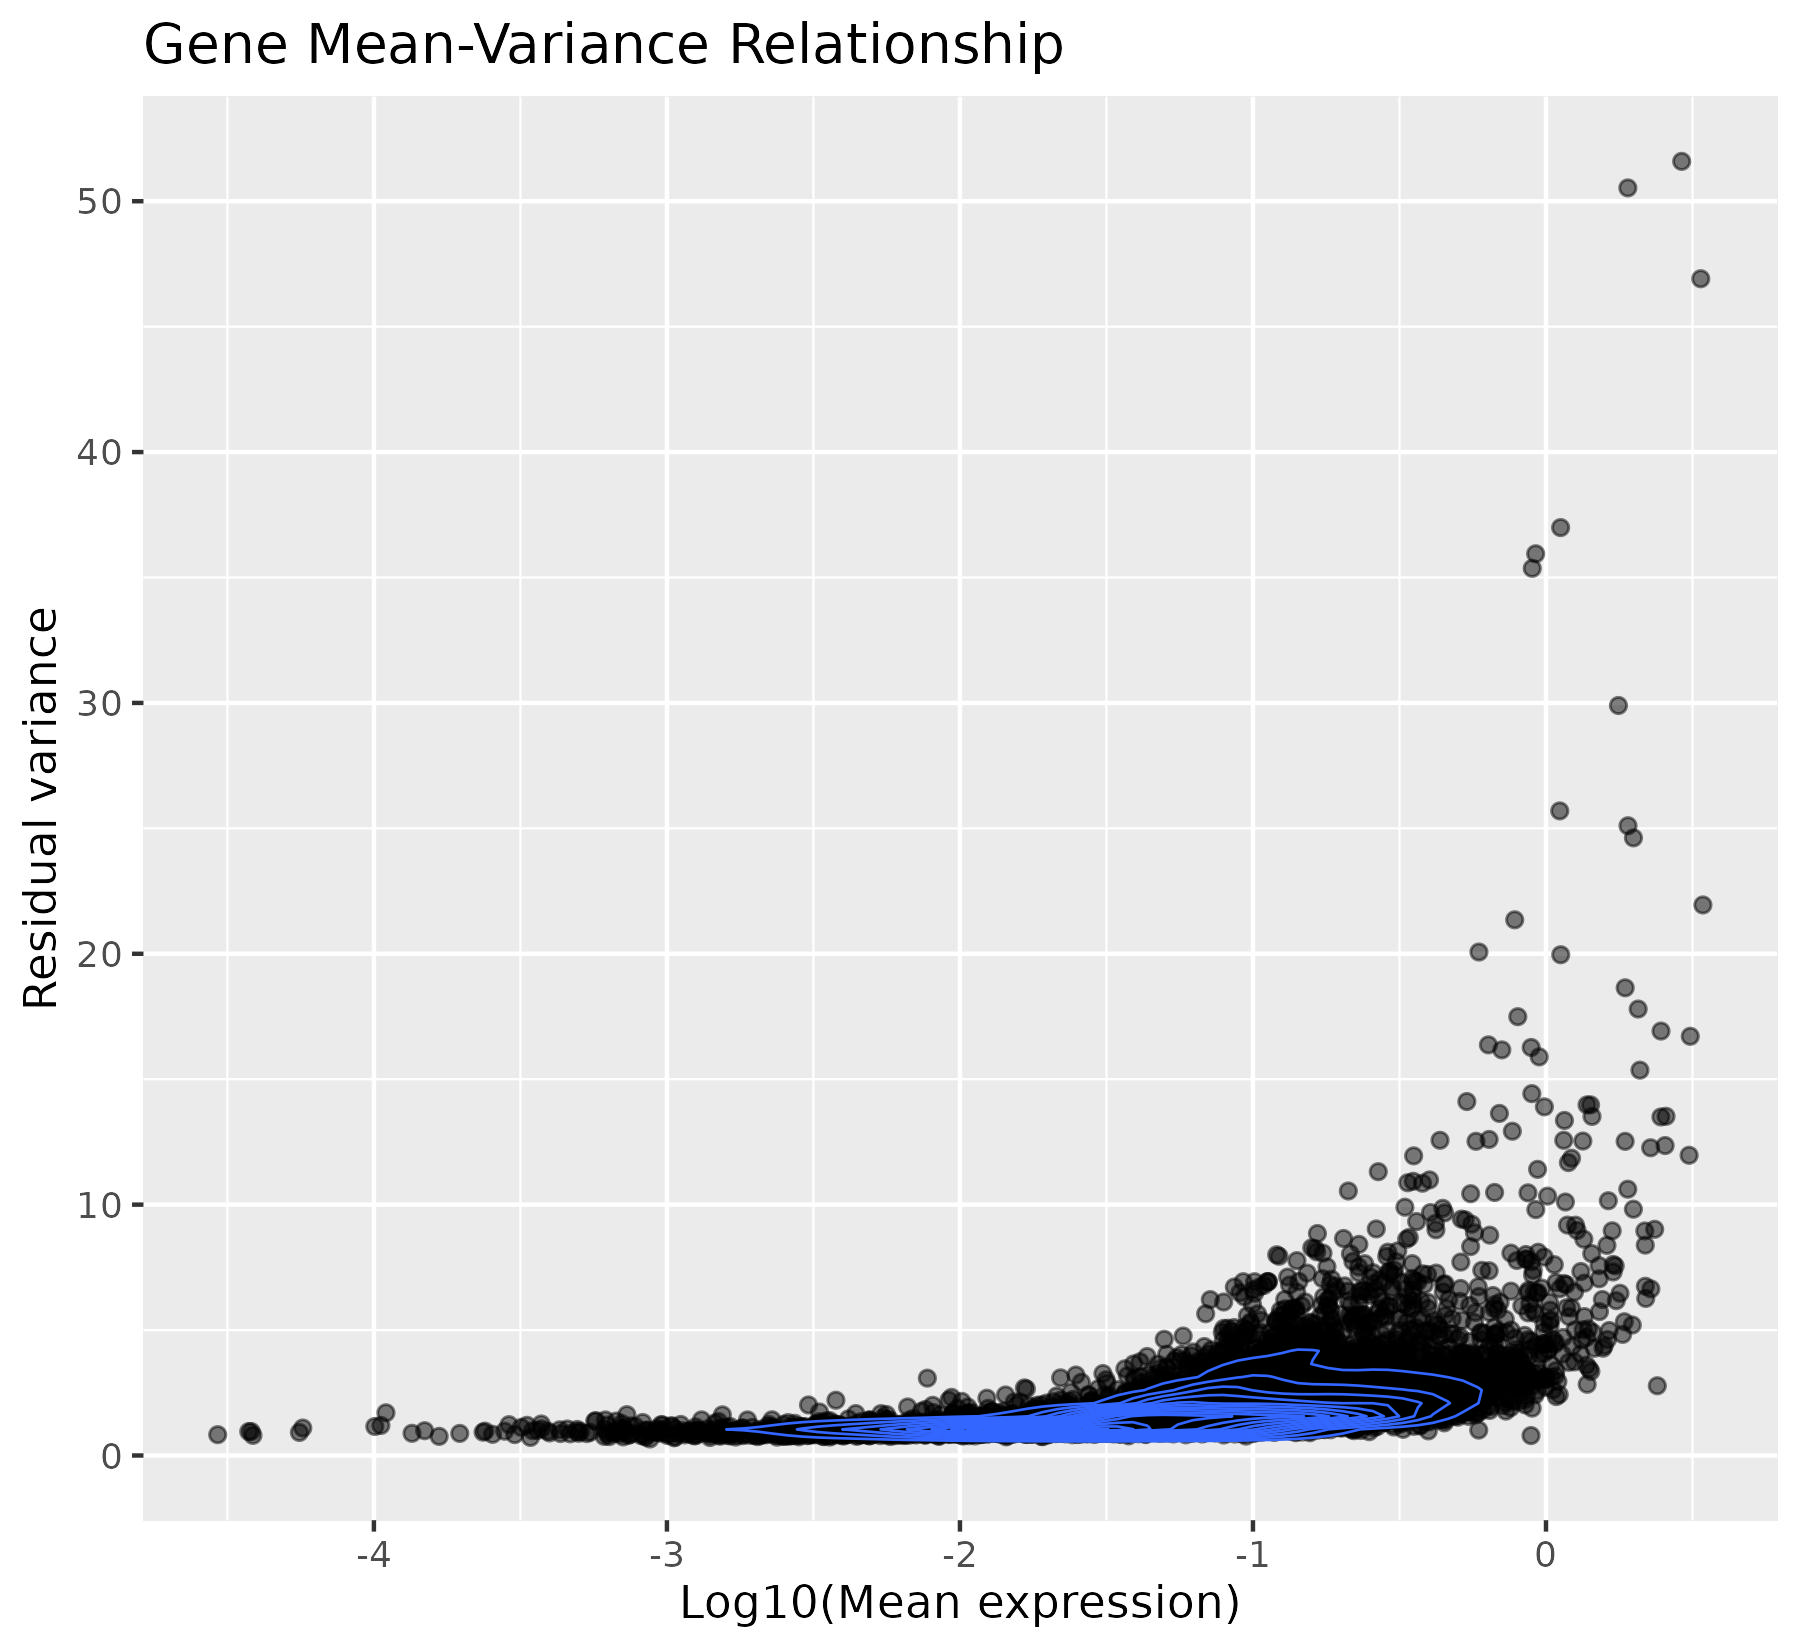 Gene Mean-Variance Relationship
Residual variance
50
40
30
20
10
0
-4 -3 -2 -1 0
Log10(Mean expression)